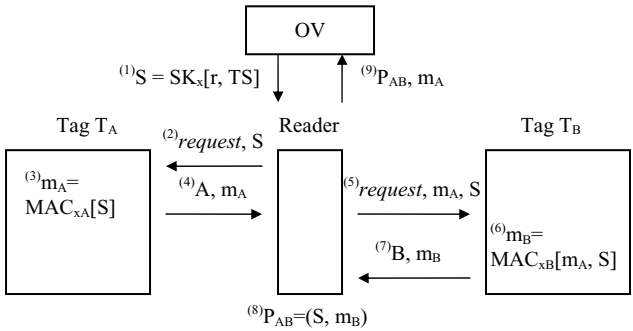 OV
(1)S = SKx[r, TS]
(9)PAB, mA
Tag TA
Reader
Tag TB
(2)request, S
(3)mA=
MACxA[S]
(4)A, mA
(5)request, mA, S
(6)mB=
MACxB[mA, S]
(7)B, mB
(8)PAB=(S, mB)